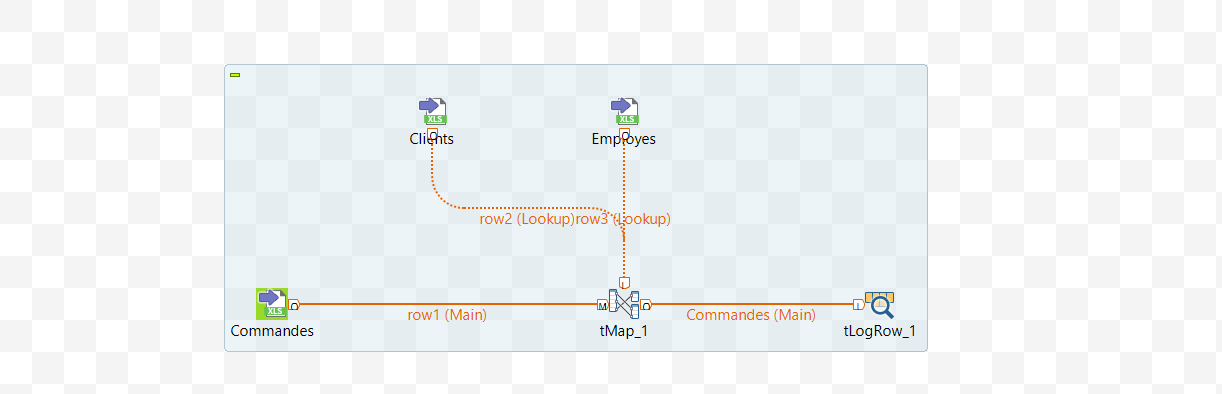 XLS XLS
Clients Employes
row2 (Lookup) row3 (Lookup)
XLS
O M O I
row1 (Main) Commandes (Main)
Commandes tMap_1 tLogRow_1